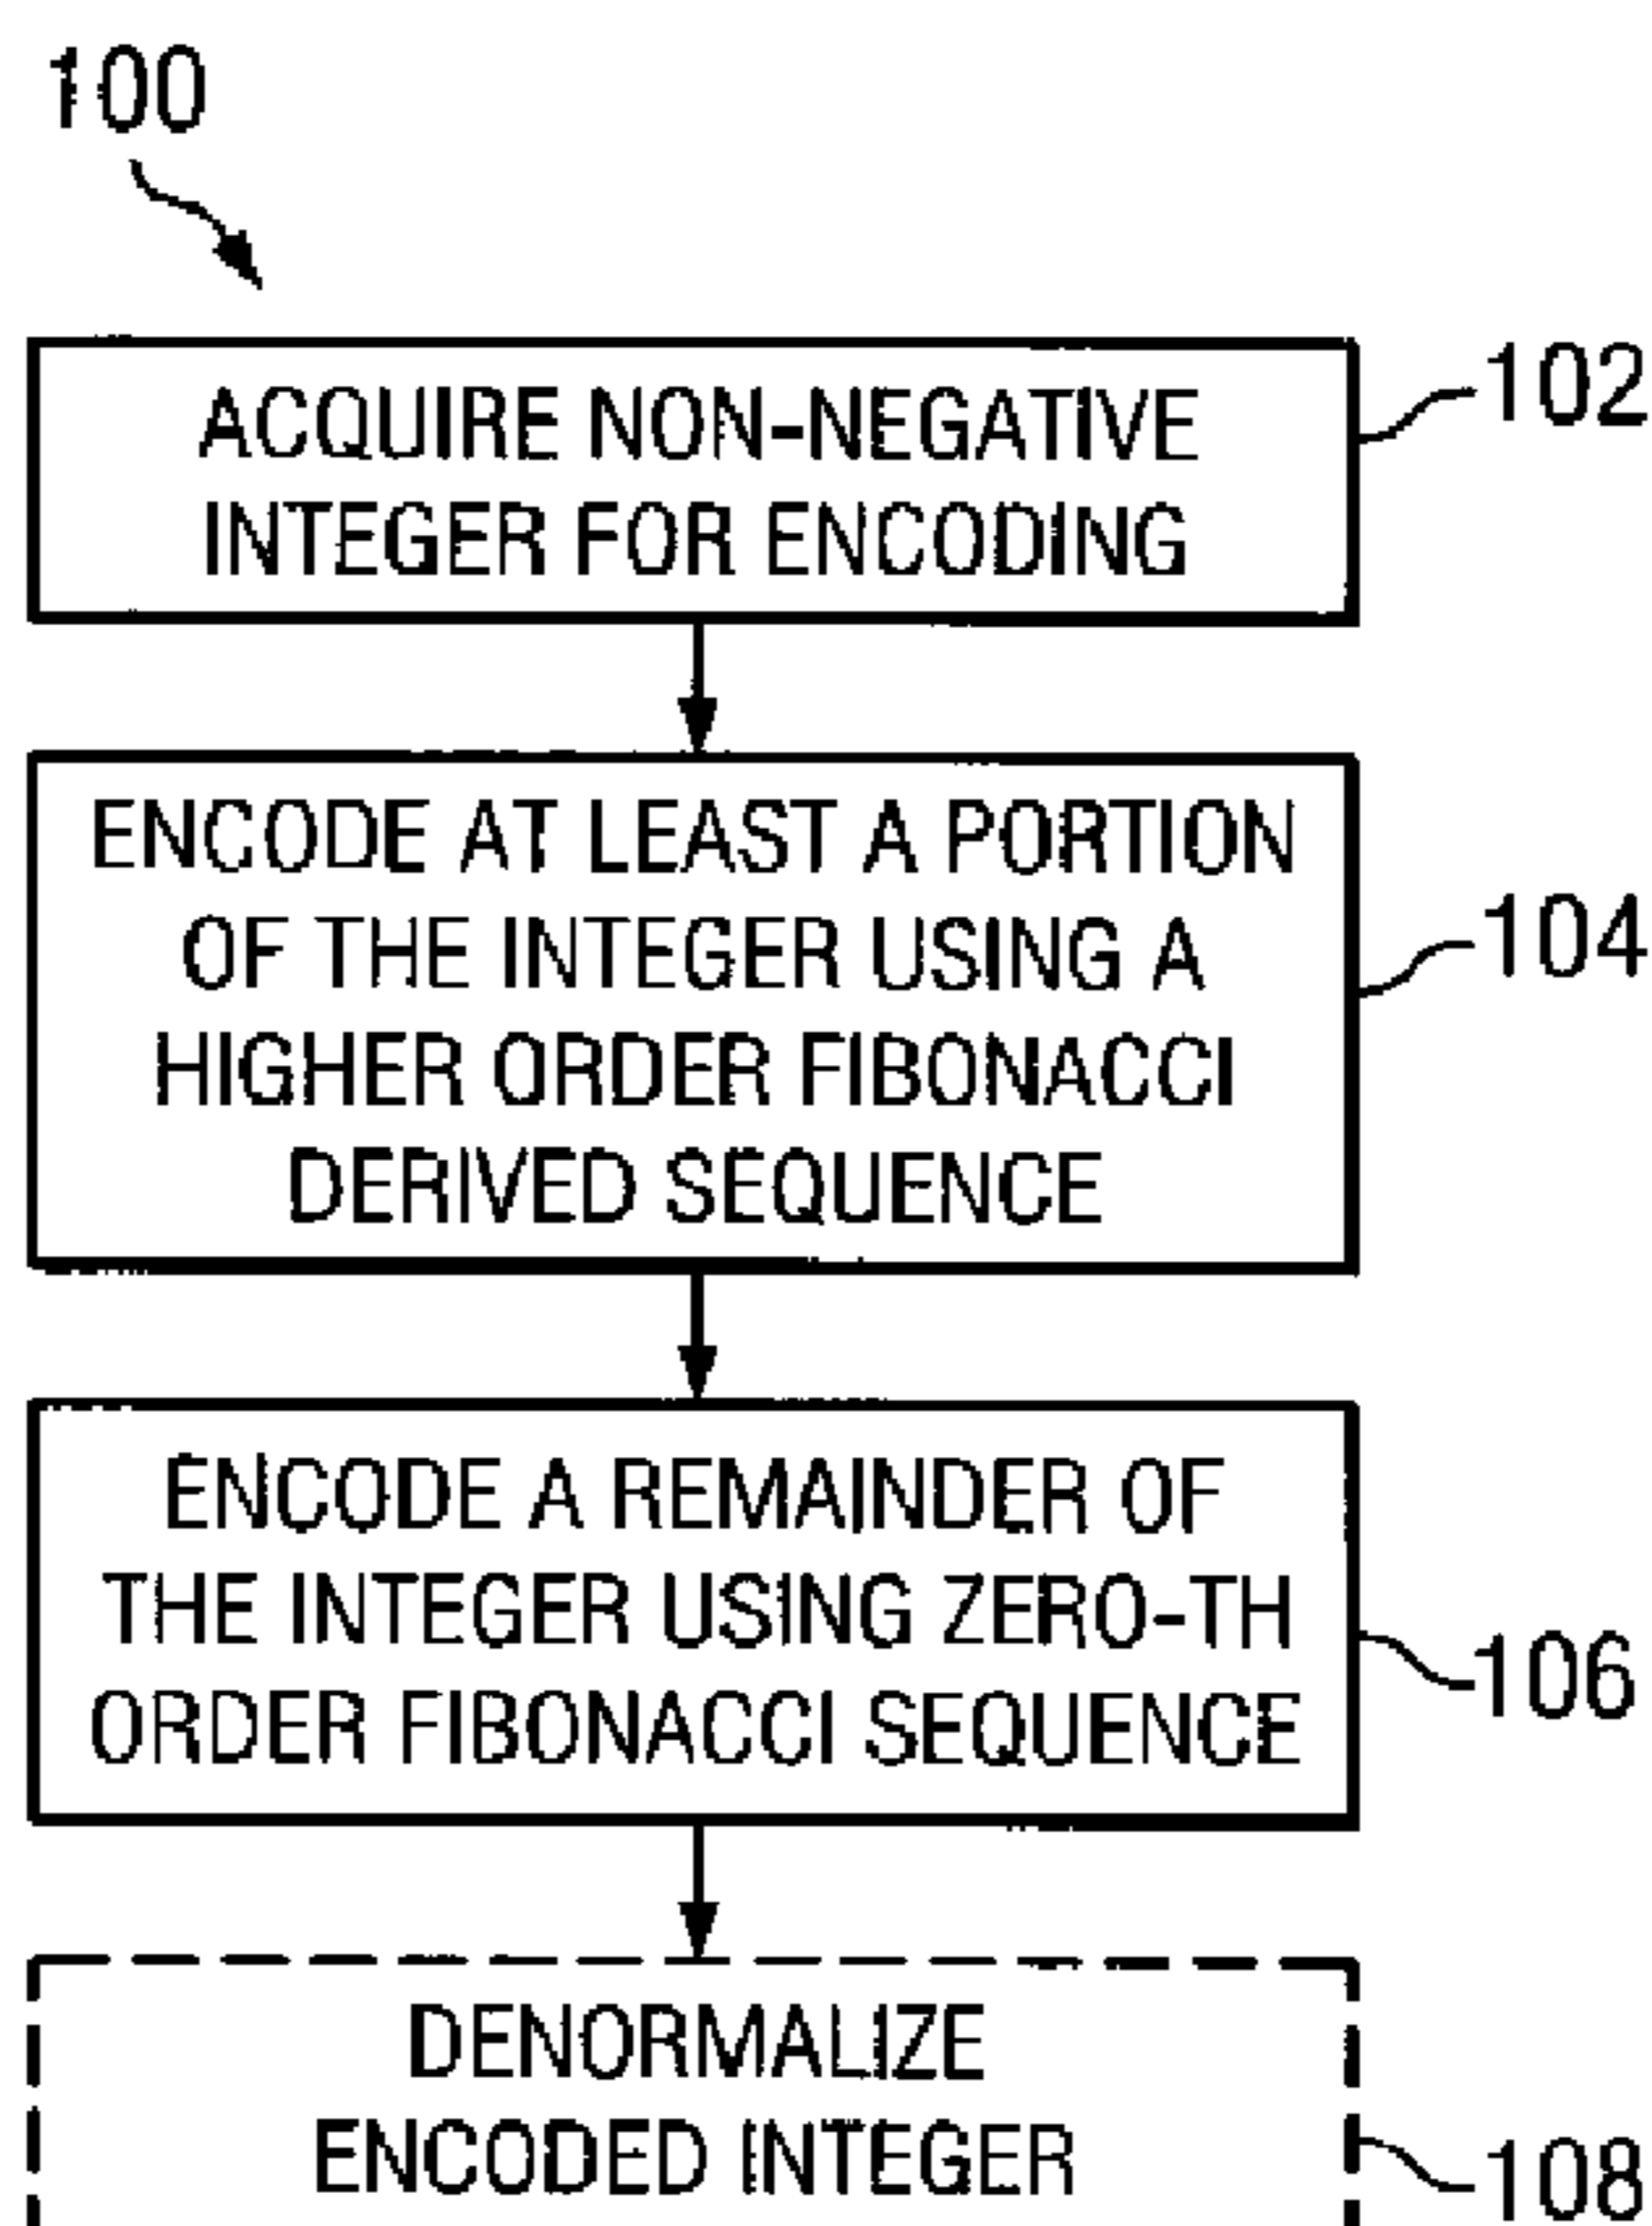 100
ACQUIRE NON-NEGATIVE
INTEGER FOR ENCODING
102
ENCODE AT LEAST A PORTION
OF THE INTEGER USING A
HIGHER ORDER FIBONACCI
DERIVED SEQUENCE
104
ENCODE A REMAINDER OF
THE INTEGER USING ZERO-TH
ORDER FIBONACCI SEQUENCE
106
DENORMALIZE
ENCODED INTEGER
108